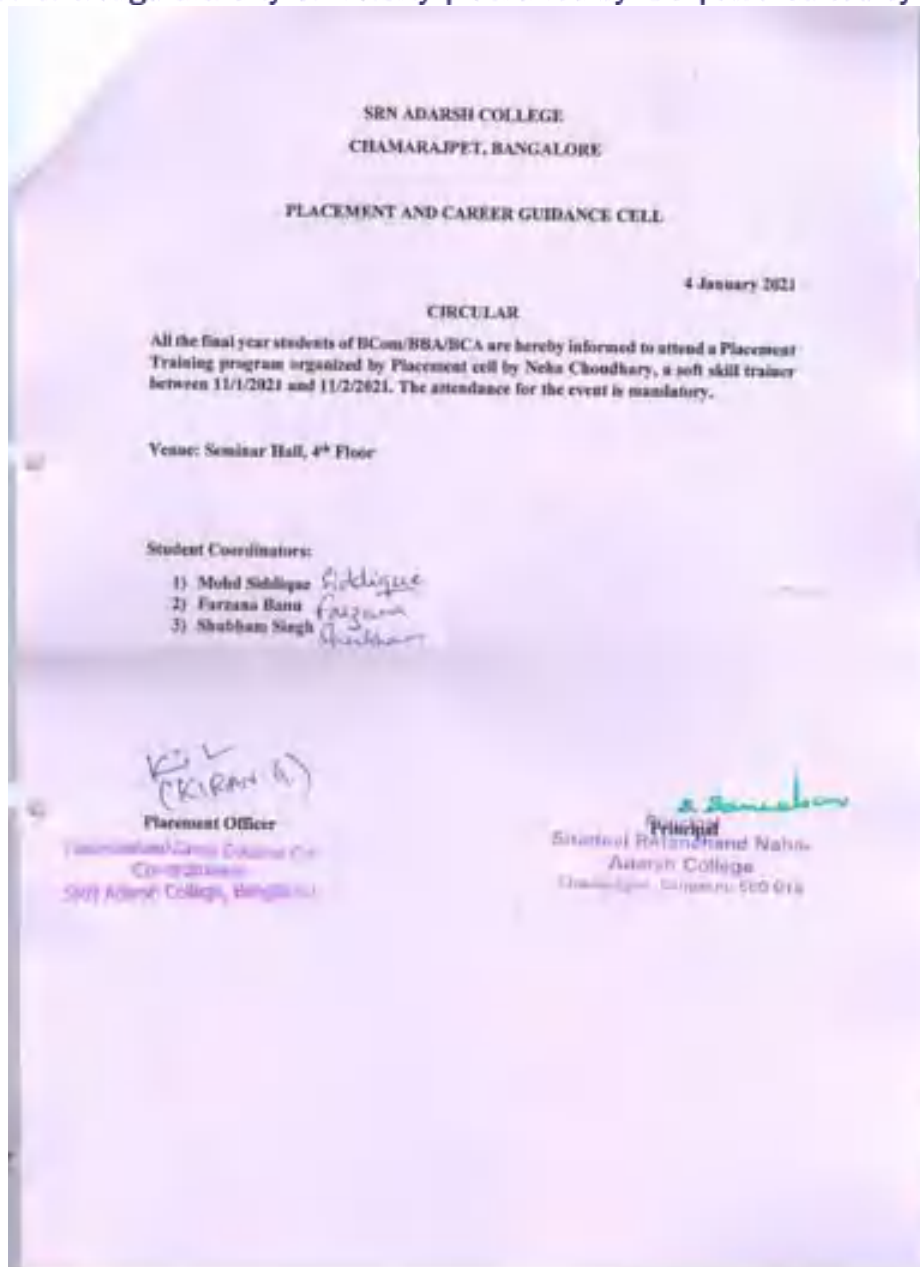 SRN ADARSH COLLEGE
CHAMARAJPET, BANGALORE
PLACEMENT AND CAREER GUIDANCE CELL
4 January 2021
CIRCULAR
All the final year students of BCom/BBA/BCA are hereby informed to attend a Placement
Training program organized by Placement cell by Neha Choudhary, a soft skill trainer
between 11/1/2021 and 11/2/2021. The attendance for the event is mandatory.
Venue: Seminar Hall, 4th Floor
Student Coordinators:
1) Mohd Siddique Siddique
2) Farzana Banu Farzana
3) Shubham Singh Shubham
(KIRAN
Placement Officer
SRN Adarsh College,
Principal
Adarsh College